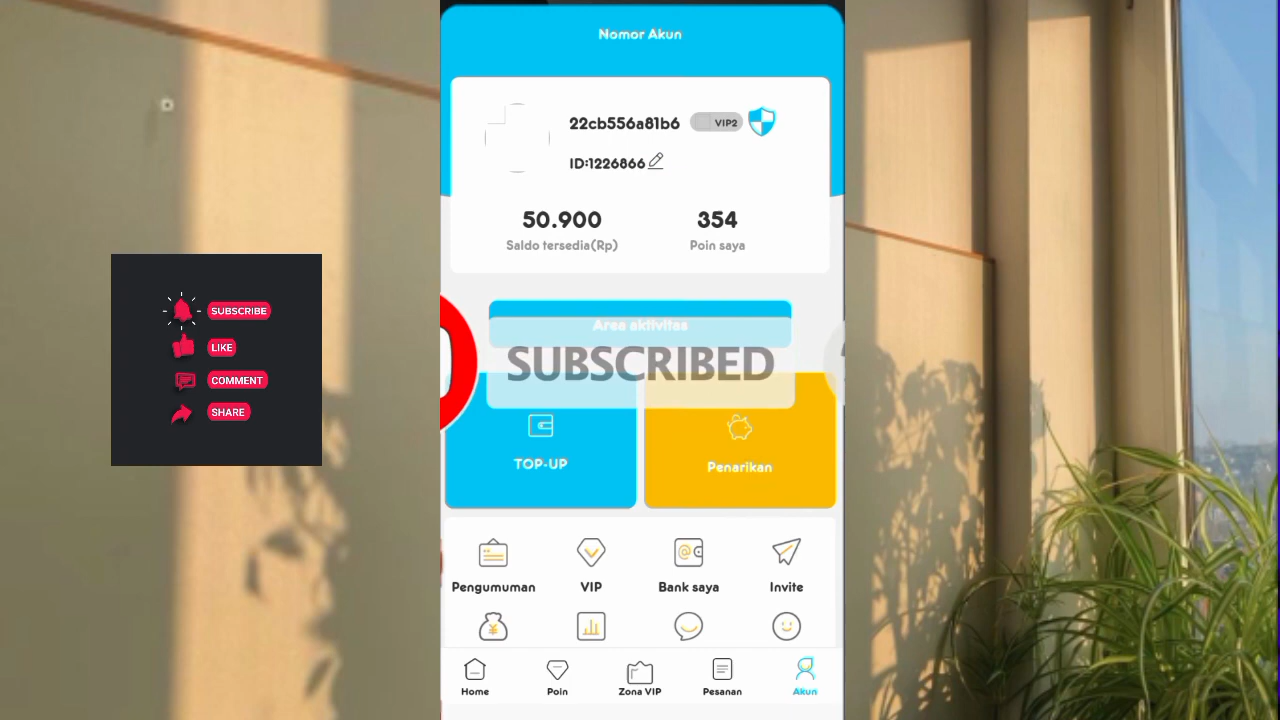 Nomor Akun
22cb556a81b6
VIP2
ID:1226866
50.900
354
Saldo tersedia(Rp)
Poin saya
Area aktivitas
SUBSCRIBED
TOP-UP
Penarikan
Pengumuman
VIP
Bank saya
Invite
Home
Poin
Zona VIP
Pesanan
Akun
SUBSCRIBE
LIKE
COMMENT
SHARE